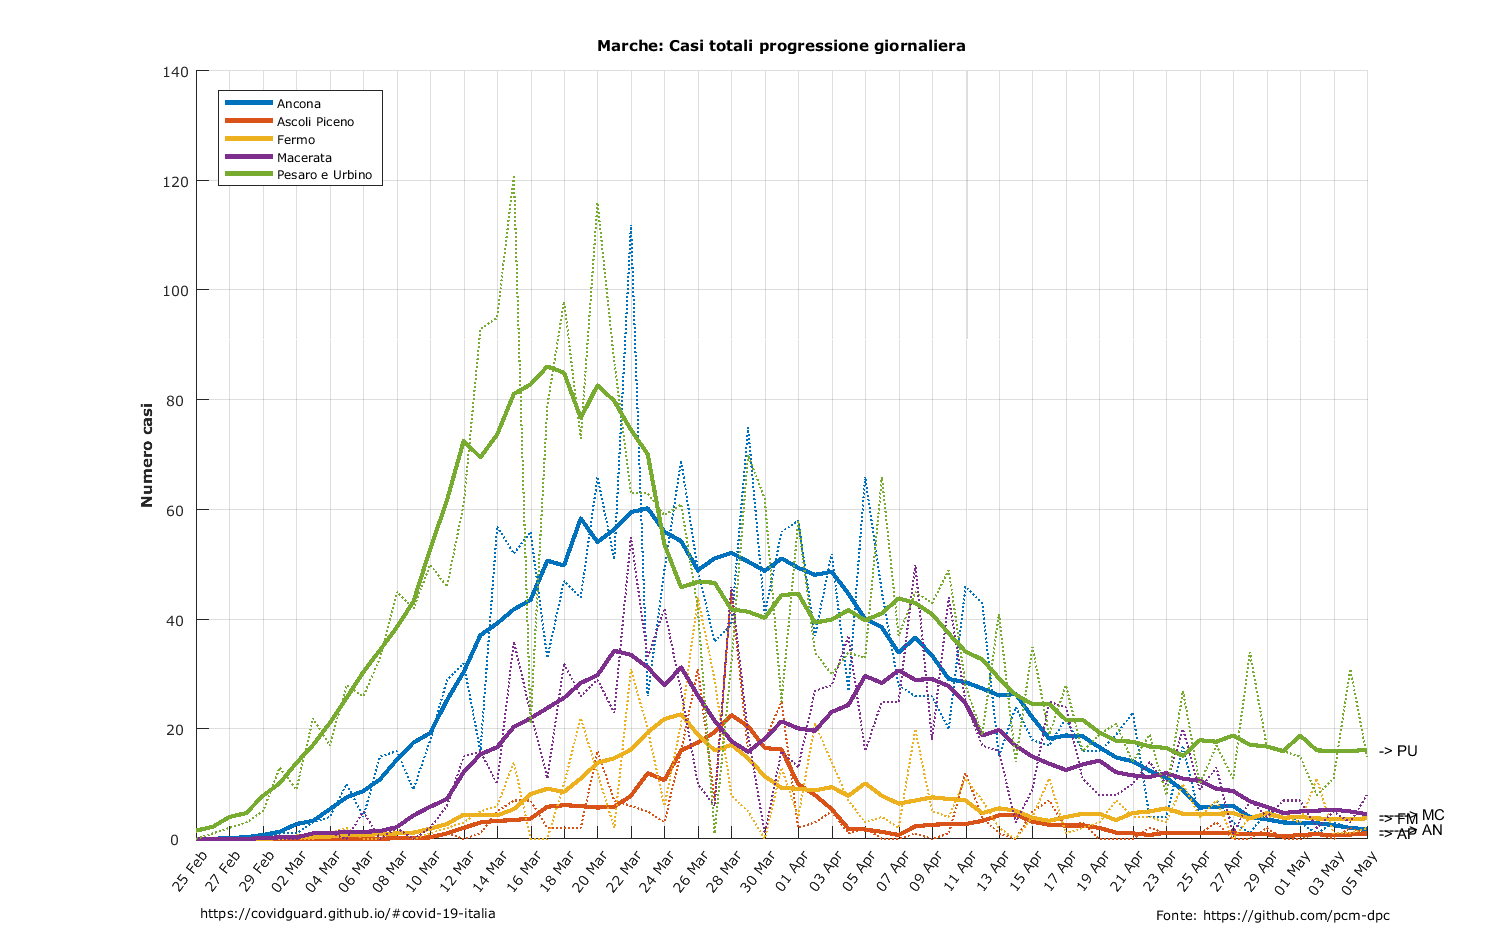 Marche: Casi totali progressione giornaliera
Numero casi
140
120
100
80
60
40
20
0
Ancona
Ascoli Piceno
Fermo
Macerata
Pesaro e Urbino
-> PU
-> MC
-> FM
-> AN
-> AP
25 Feb
27 Feb
29 Feb
02 Mar
04 Mar
06 Mar
08 Mar
10 Mar
12 Mar
14 Mar
16 Mar
18 Mar
20 Mar
22 Mar
24 Mar
26 Mar
28 Mar
30 Mar
01 Apr
03 Apr
05 Apr
07 Apr
09 Apr
11 Apr
13 Apr
15 Apr
17 Apr
19 Apr
21 Apr
23 Apr
25 Apr
27 Apr
29 Apr
01 May
03 May
05 May
https://covidguard.github.io/#covid-19-italia
Fonte: https://github.com/pcm-dpc